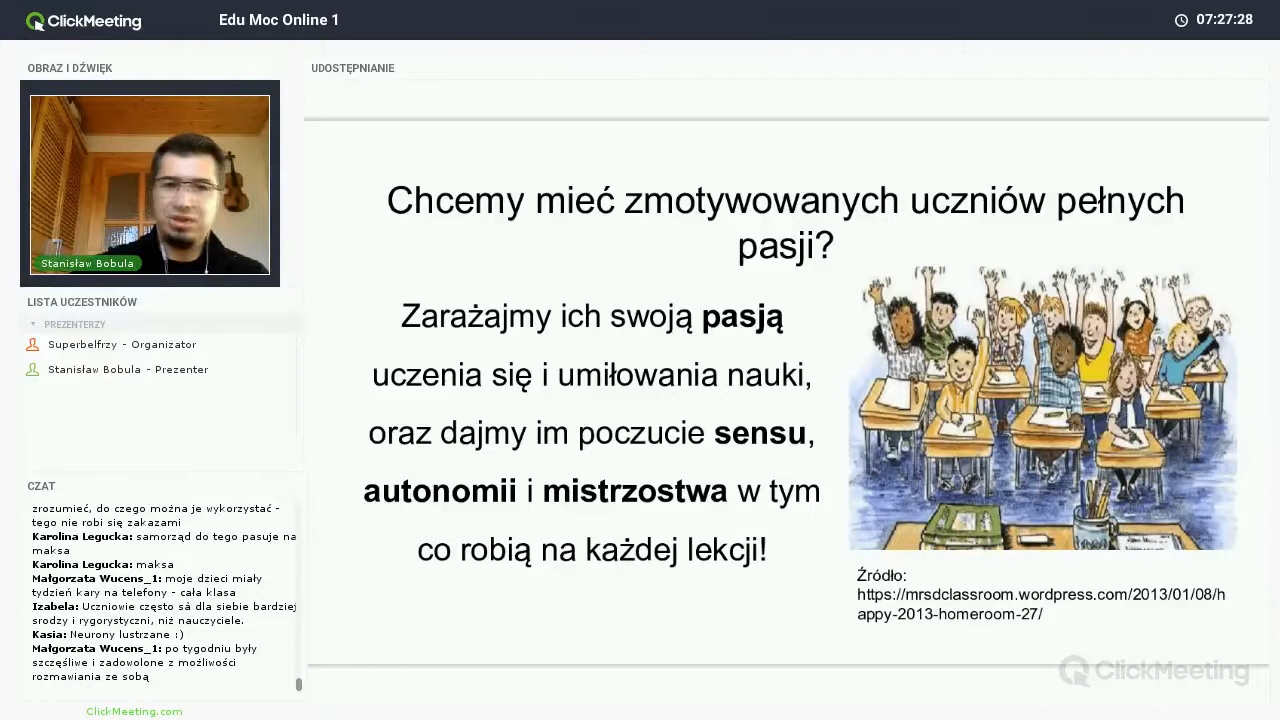 ClickMeeting
Edu Moc Online 1
07:27:28
OBRAZ I DŹWIĘK
Stanisław Bobula
LISTA UCZESTNIKÓW
PREZENTERZY
Superbelfrzy - Organizator
Stanisław Bobula - Prezenter
CZAT
zrozumieć, do czego można je wykorzystać -
tego nie robi się zakazami
Karolina Legucka: samorząd do tego pasuje na
maksa
Karolina Legucka: maksa
Małgorzata Wucens_1: moje dzieci miały
tydzień kary na telefony - cała klasa
Izabela: Uczniowie często są dla siebie bardziej
srodzy i rygorystyczni, niż nauczyciele.
Kasia: Neurony lustrzane :)
Małgorzata Wucens_1: po tygodniu były
szczęśliwe i zadowolone z możliwości
rozmawiania ze sobą
ClickMeeting.com
UDOSTĘPNIANIE
Chcemy mieć zmotywowanych uczniów pełnych
pasji?
Zarażajmy ich swoją pasją
uczenia się i umiłowania nauki,
oraz dajmy im poczucie sensu,
autonomii i mistrzostwa w tym
co robią na każdej lekcji!
Źródło:
https://mrsdclassroom.wordpress.com/2013/01/08/h
appy-2013-homeroom-27/
ClickMeeting